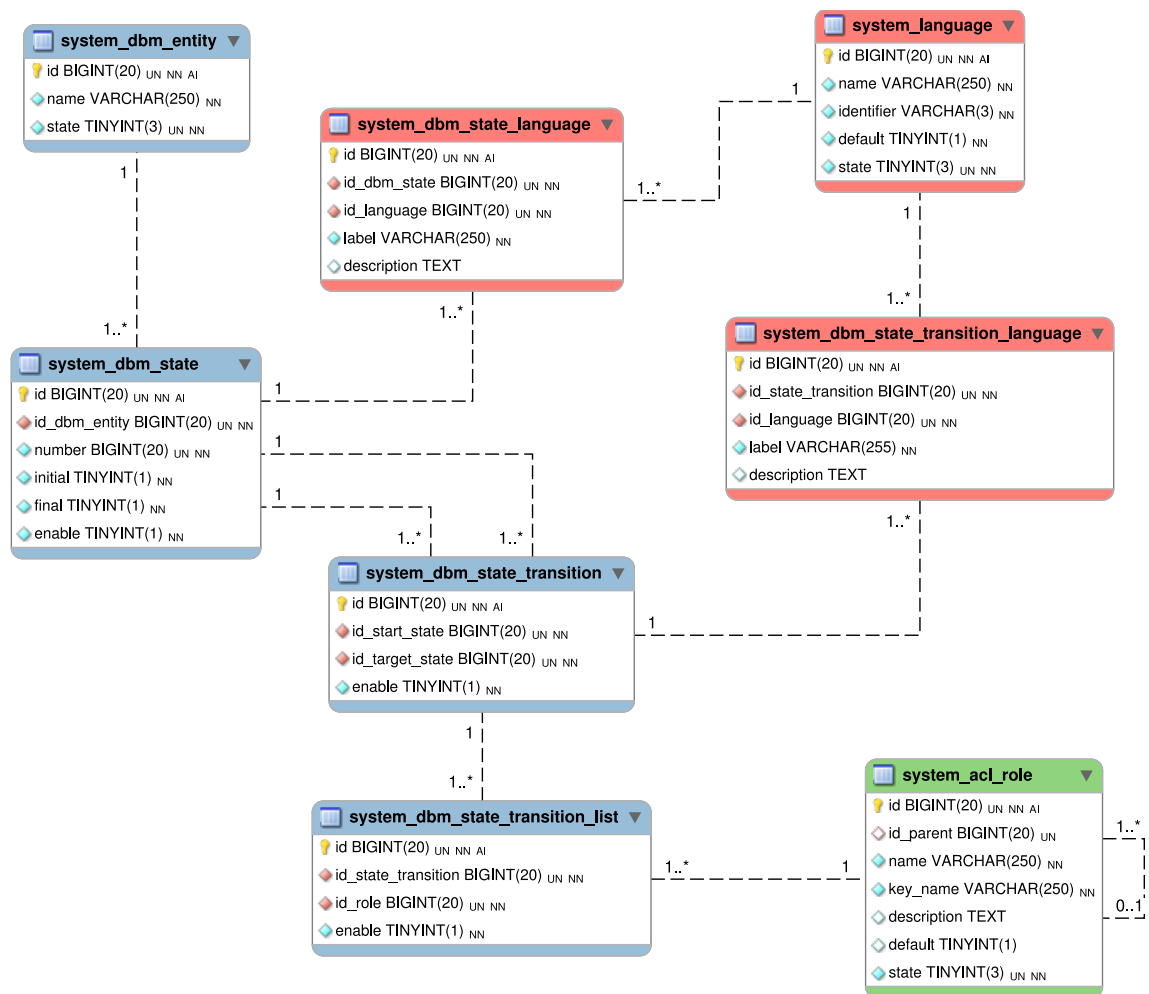 system_dbm_entity
id BIGINT(20) UN NN AI
name VARCHAR(250) NN
state TINYINT(3) UN NN
1
1..*
system_language
id BIGINT(20) UN NN AI
name VARCHAR(250) NN
identifier VARCHAR(3) NN
default TINYINT(1) NN
state TINYINT(3) UN NN
1
1..*
1
1..*
system_dbm_state_language
id BIGINT(20) UN NN AI
id_dbm_state BIGINT(20) UN NN
id_language BIGINT(20) UN NN
label VARCHAR(250) NN
description TEXT
1..*
1
system_dbm_state_transition_language
id BIGINT(20) UN NN AI
id_state_transition BIGINT(20) UN NN
id_language BIGINT(20) UN NN
label VARCHAR(255) NN
description TEXT
1..*
1
system_dbm_state
id BIGINT(20) UN NN AI
id_dbm_entity BIGINT(20) UN NN
number BIGINT(20) UN NN
initial TINYINT(1) NN
final TINYINT(1) NN
enable TINYINT(1) NN
1
1
1..*
1..*
system_dbm_state_transition
id BIGINT(20) UN NN AI
id_start_state BIGINT(20) UN NN
id_target_state BIGINT(20) UN NN
enable TINYINT(1) NN
1
1..*
system_dbm_state_transition_list
id BIGINT(20) UN NN AI
id_state_transition BIGINT(20) UN NN
id_role BIGINT(20) UN NN
enable TINYINT(1) NN
1..*
1
system_acl_role
id BIGINT(20) UN NN AI
id_parent BIGINT(20) UN
name VARCHAR(250) NN
key_name VARCHAR(250) NN
description TEXT
default TINYINT(1)
state TINYINT(3) UN NN
1..*
0..1